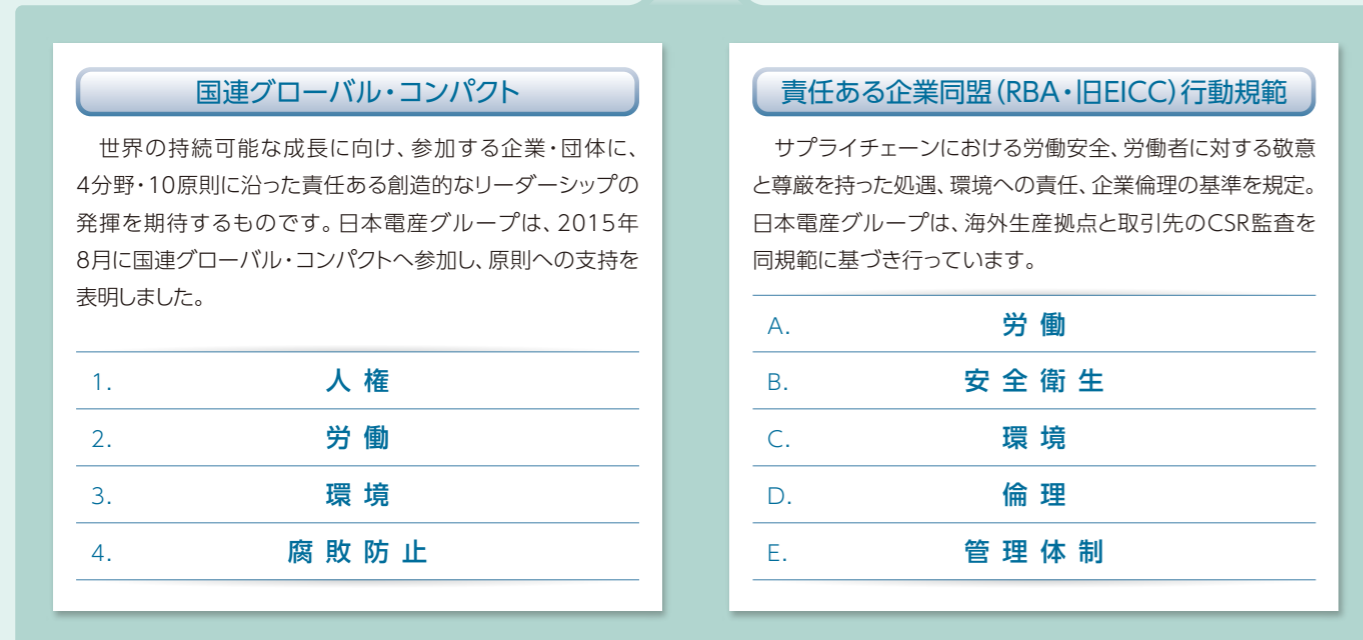 国連グローバル・コンパクト
世界の持続可能な成長に向け、参加する企業・団体に、
4分野・10原則に沿った責任ある創造的なリーダーシップの
発揮を期待するものです。日本電産グループは、2015年
8月に国連グローバル・コンパクトへ参加し、原則への支持を
表明しました。
1. 人権
2. 労働
3. 環境
4. 腐敗防止
責任ある企業同盟(RBA・旧EICC)行動規範
サプライチェーンにおける労働安全、労働者に対する敬意
と尊厳を持った処遇、環境への責任、企業倫理の基準を規定。
日本電産グループは、海外生産拠点と取引先のCSR監査を
同規範に基づき行っています。
A. 労働
B. 安全衛生
C. 環境
D. 倫理
E. 管理体制